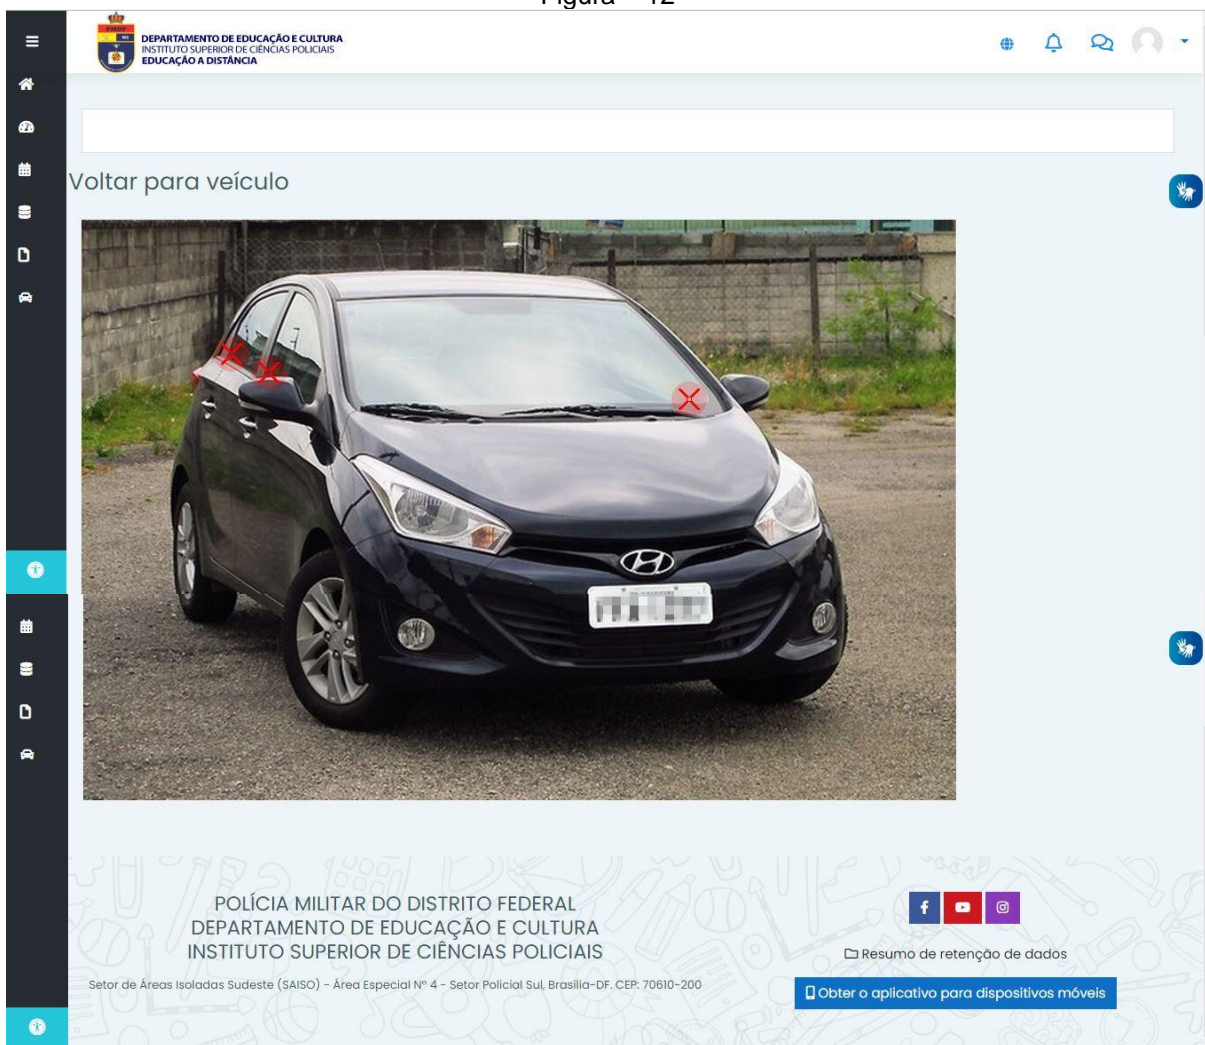 Figura – 12
PMDF
DEPARTAMENTO DE EDUCAÇÃO E CULTURA
INSTITUTO SUPERIOR DE CIÊNCIAS POLICIAIS
EDUCAÇÃO A DISTÂNCIA
Voltar para veículo
POLÍCIA MILITAR DO DISTRITO FEDERAL
DEPARTAMENTO DE EDUCAÇÃO E CULTURA
INSTITUTO SUPERIOR DE CIÊNCIAS POLICIAIS
Setor de Áreas Isoladas Sudeste (SAISO) - Área Especial Nº 4 - Setor Policial Sul, Brasília-DF. CEP: 70610-200
Resumo de retenção de dados
Obter o aplicativo para dispositivos móveis